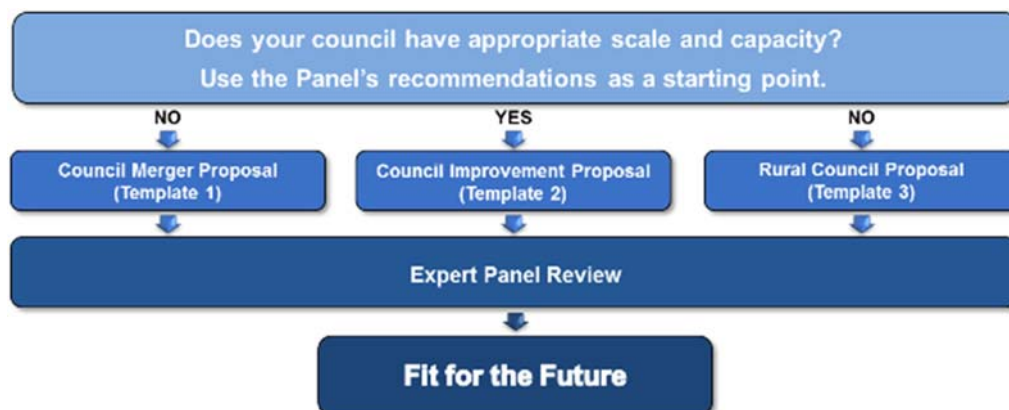 Does your council have appropriate scale and capacity?
Use the Panel's recommendations as a starting point.
NO
YES
NO
Council Merger Proposal
(Template 1)
Council Improvement Proposal
(Template 2)
Rural Council Proposal
(Template 3)
Expert Panel Review
Fit for the Future